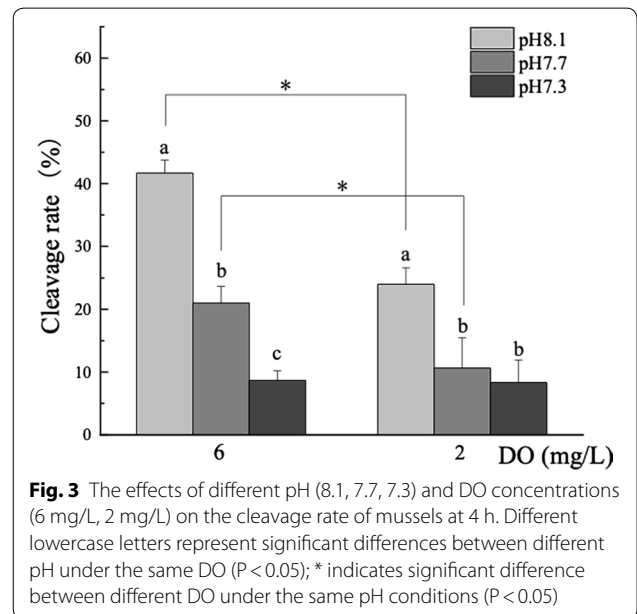 60
50
40
30
20
10
0
Cleavage rate (%)
pH8.1
pH7.7
pH7.3
*
*
a
b
c
a
b
b
6
2
DO (mg/L)
Fig. 3 The effects of different pH (8.1, 7.7, 7.3) and DO concentrations
(6 mg/L, 2 mg/L) on the cleavage rate of mussels at 4 h. Different
lowercase letters represent significant differences between different
pH under the same DO (P < 0.05); * indicates significant difference
between different DO under the same pH conditions (P < 0.05)